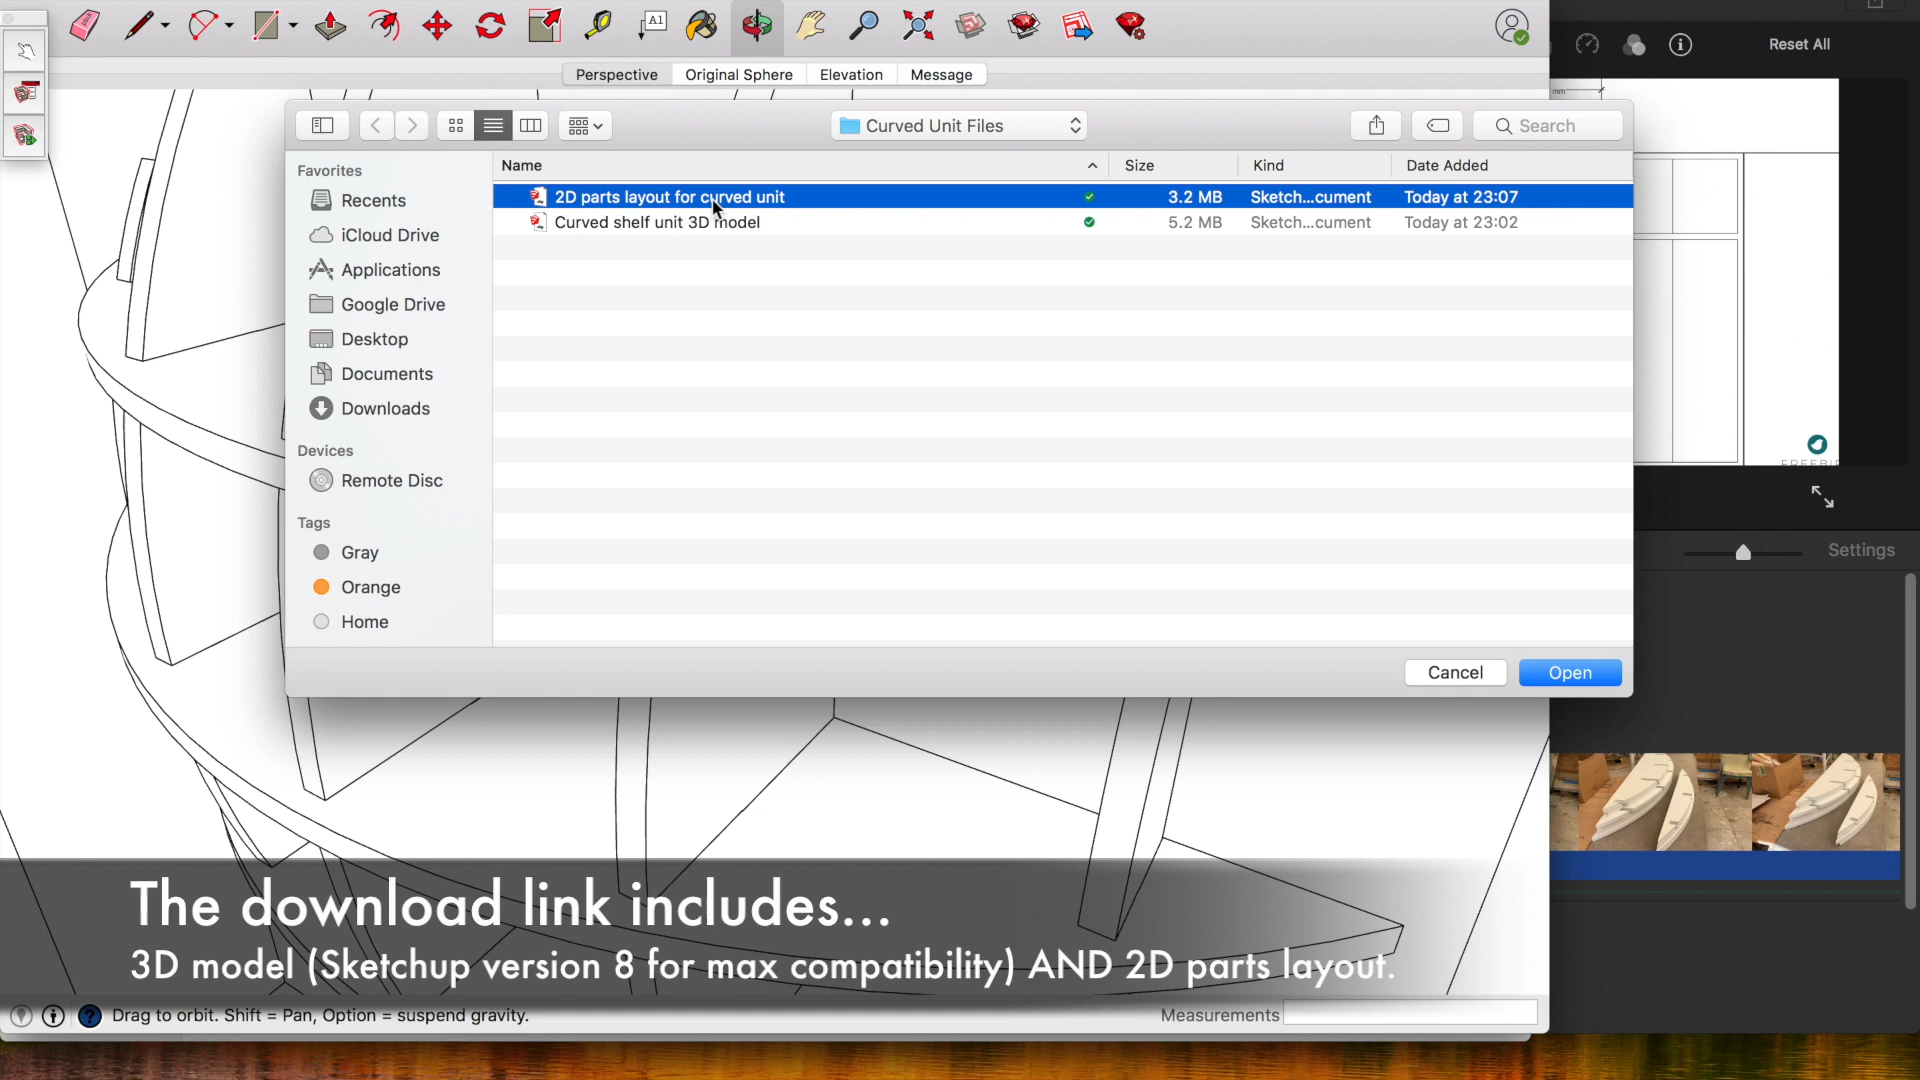 A1
Reset All
Perspective
Original Sphere
Elevation
Message
mm
Curved Unit Files
Search
Favorites
Name
Size
Kind
Date Added
Recents
2D parts layout for curved unit
3.2 MB
Sketch...cument
Today at 23:07
Curved shelf unit 3D model
5.2 MB
Sketch...cument
Today at 23:02
iCloud Drive
Applications
Google Drive
Desktop
Documents
Downloads
Devices
Remote Disc
Tags
Gray
Orange
Home
Settings
Cancel
Open
The download link includes...
3D model (Sketchup version 8 for max compatibility) AND 2D parts layout.
Drag to orbit. Shift = Pan, Option = suspend gravity.
Measurements